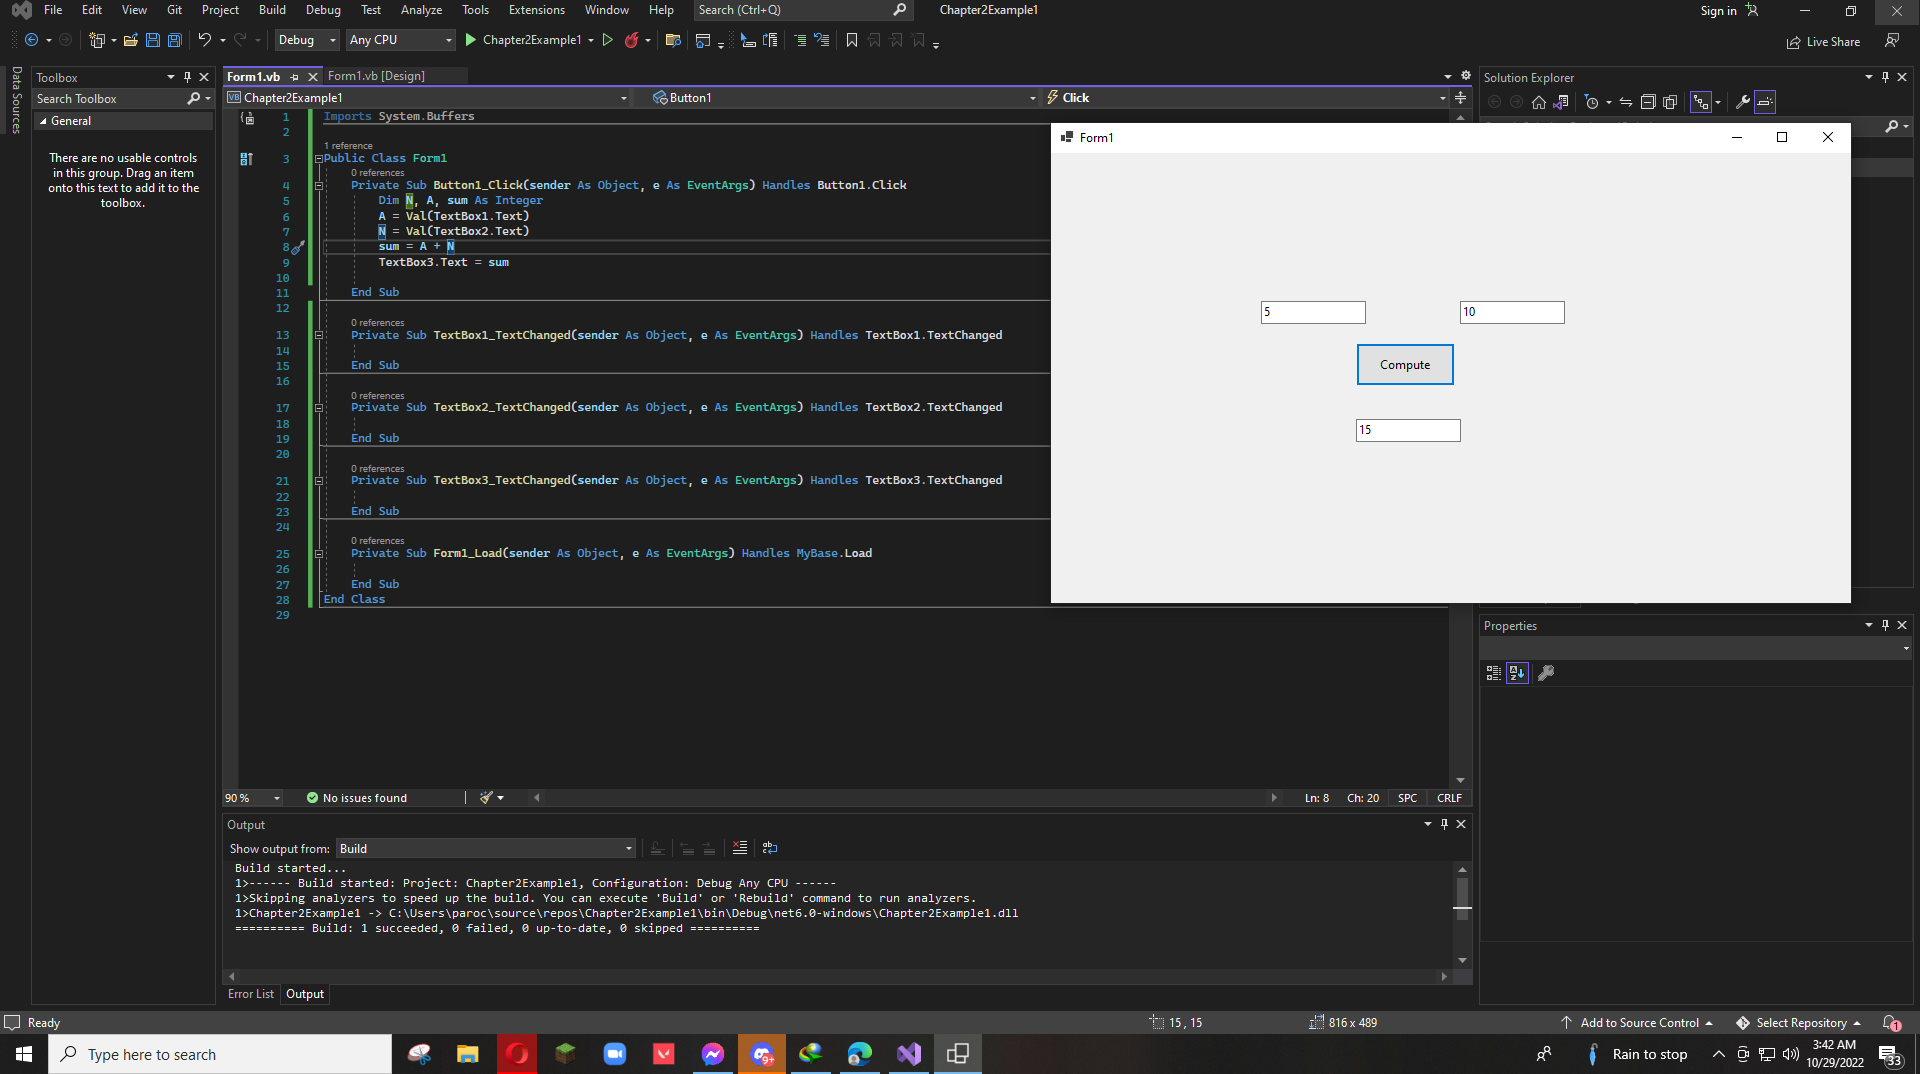 File Edit View Git Project Build Debug Test Analyze Tools Extensions Window Help Search (Ctrl+Q) Chapter2Example1 Sign in
Debug Any CPU Chapter2Example1 Live Share
Data Sources
Toolbox
Search Toolbox
General
There are no usable controls
in this group. Drag an item
onto this text to add it to the
toolbox.
Form1.vb Form1.vb [Design]
VB Chapter2Example1 Button1 Click
1 Imports System.Buffers
2
1 reference
3 Public Class Form1
0 references
4 Private Sub Button1_Click(sender As Object, e As EventArgs) Handles Button1.Click
5 Dim N, A, sum As Integer
6 A = Val(TextBox1.Text)
7 N = Val(TextBox2.Text)
8 sum = A + N
9 TextBox3.Text = sum
10
11 End Sub
12
0 references
13 Private Sub TextBox1_TextChanged(sender As Object, e As EventArgs) Handles TextBox1.TextChanged
14
15 End Sub
16
0 references
17 Private Sub TextBox2_TextChanged(sender As Object, e As EventArgs) Handles TextBox2.TextChanged
18
19 End Sub
20
0 references
21 Private Sub TextBox3_TextChanged(sender As Object, e As EventArgs) Handles TextBox3.TextChanged
22
23 End Sub
24
0 references
25 Private Sub Form1_Load(sender As Object, e As EventArgs) Handles MyBase.Load
26
27 End Sub
28 End Class
29
90 % No issues found Ln: 8 Ch: 20 SPC CRLF
Form1
5 10
Compute
15
Solution Explorer
Properties
Output
Show output from: Build
Build started...
1>------ Build started: Project: Chapter2Example1, Configuration: Debug Any CPU ------
1>Skipping analyzers to speed up the build. You can execute 'Build' or 'Rebuild' command to run analyzers.
1>Chapter2Example1 -> C:\Users\paroc\source\repos\Chapter2Example1\bin\Debug\net6.0-windows\Chapter2Example1.dll
========== Build: 1 succeeded, 0 failed, 0 up-to-date, 0 skipped ==========
Error List Output
Ready 15 , 15 816 x 489 Add to Source Control Select Repository 1
Type here to search 9+ Rain to stop 3:42 AM
10/29/2022 33